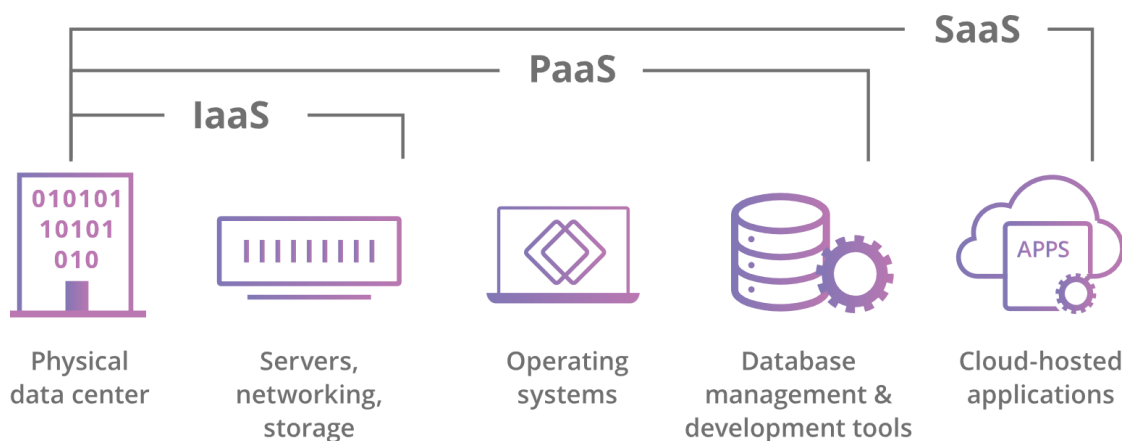 SaaS
PaaS
IaaS
010101
10101
010
APPS
Physical
data center
Servers,
networking,
storage
Operating
systems
Database
management &
development tools
Cloud-hosted
applications